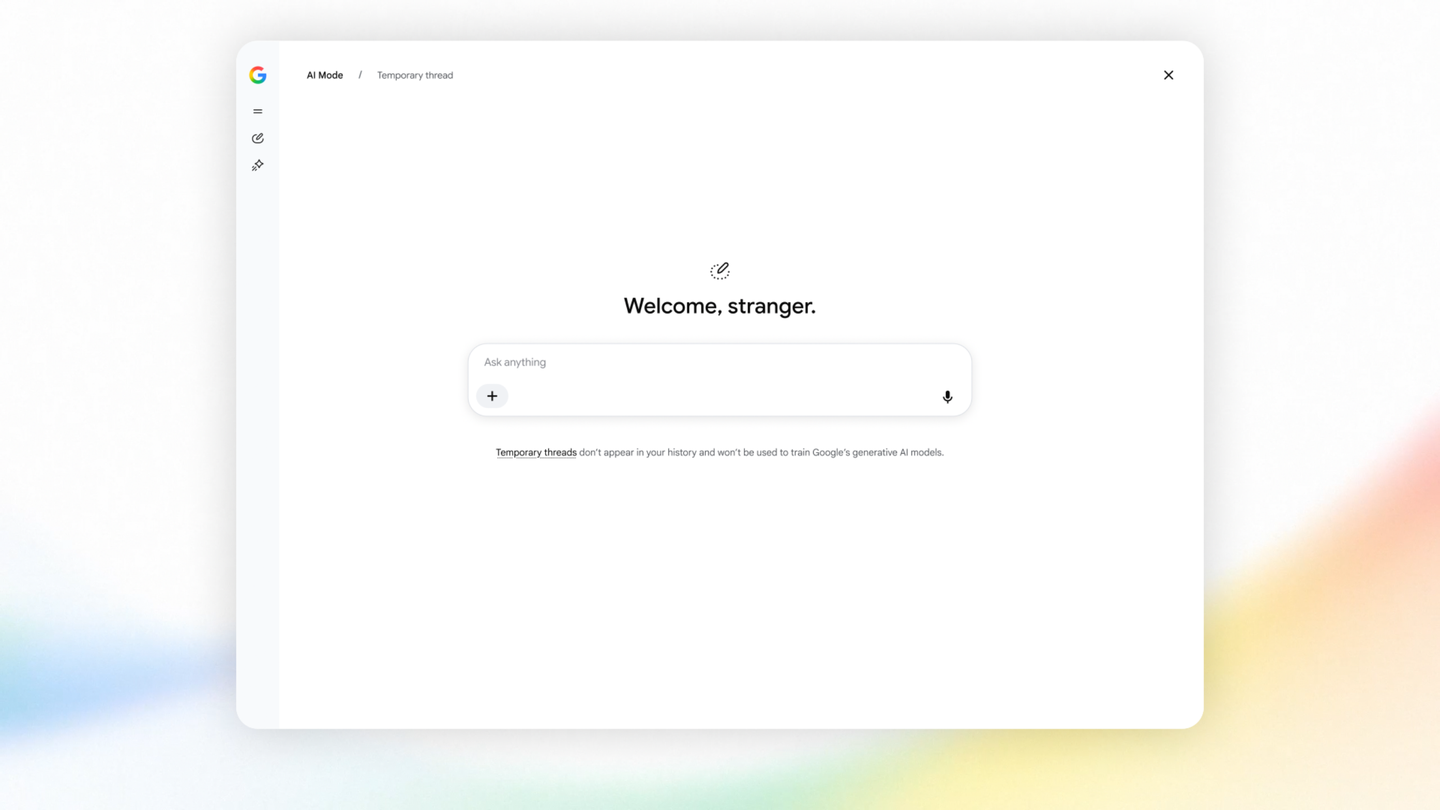 AI Mode / Temporary thread
Welcome, stranger.
Ask anything
Temporary threads don't appear in your history and won't be used to train Google's generative AI models.